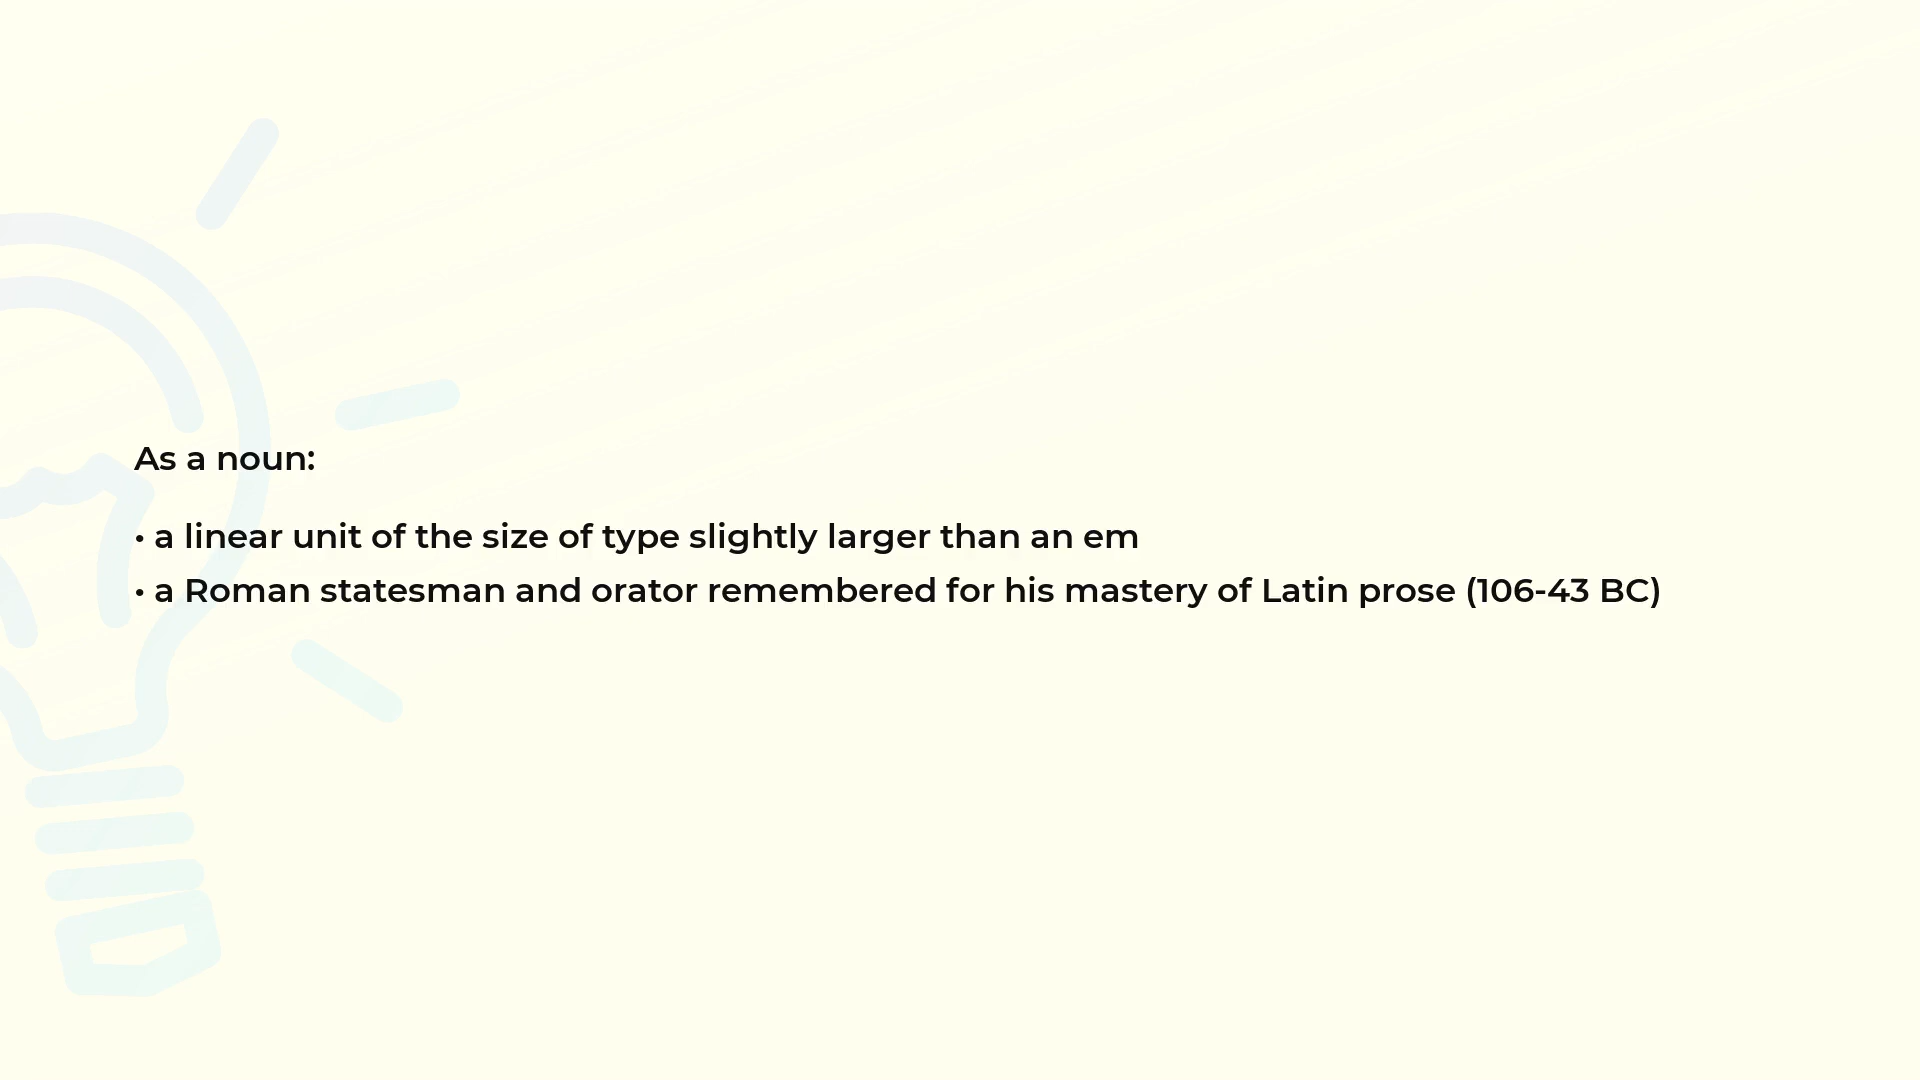 As a noun:
• a linear unit of the size of type slightly larger than an em
• a Roman statesman and orator remembered for his mastery of Latin prose (106-43 BC)